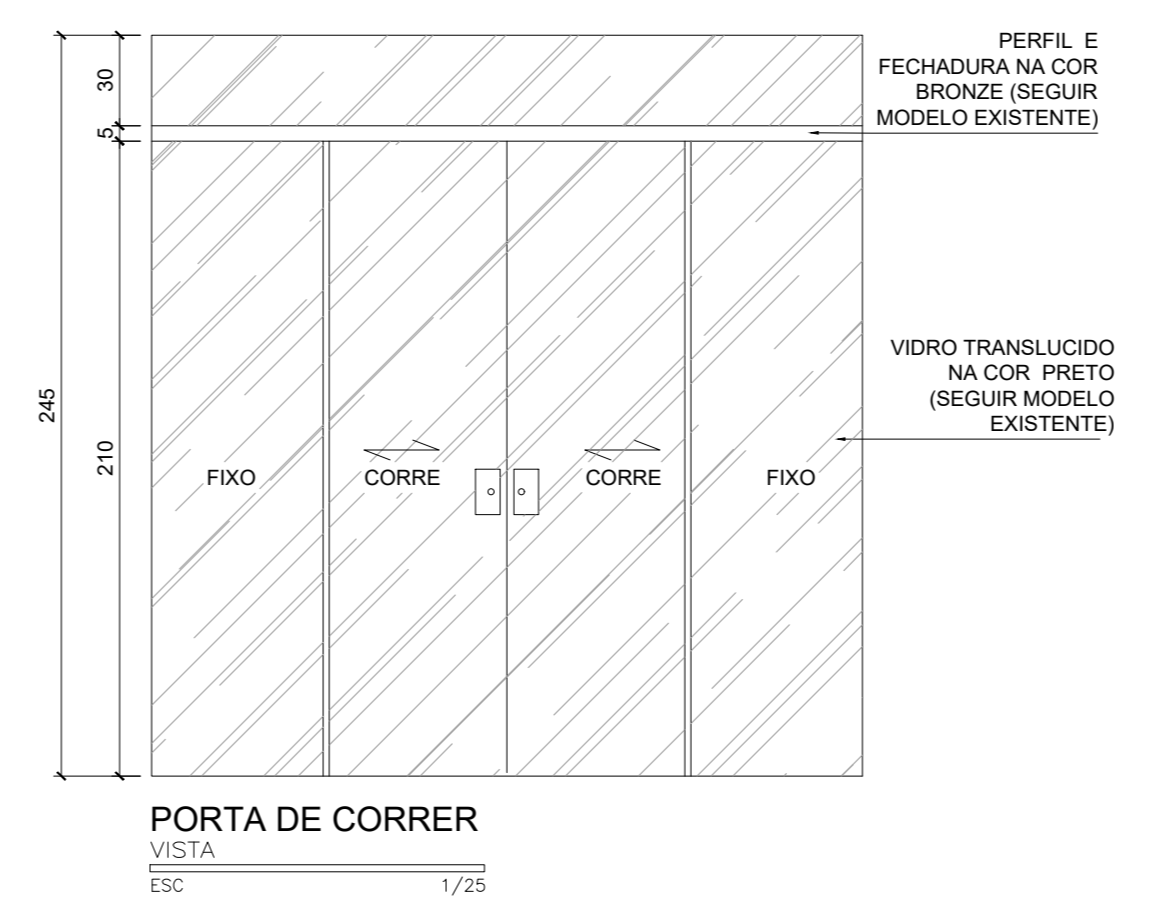 PERFIL E
FECHADURA NA COR
BRONZE (SEGUIR
MODELO EXISTENTE)
30
5
245
210
VIDRO TRANSLUCIDO
NA COR PRETO
(SEGUIR MODELO
EXISTENTE)
FIXO
CORRE
CORRE
FIXO
PORTA DE CORRER
VISTA
ESC 1/25